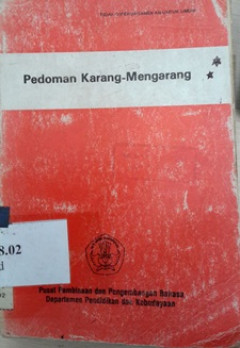 Pedoman Karang-Mengarang
8.02
d
Pusat Pembinaan dan Pengembangan Bahasa
Departemen Pendidikan dan Kebudayaan